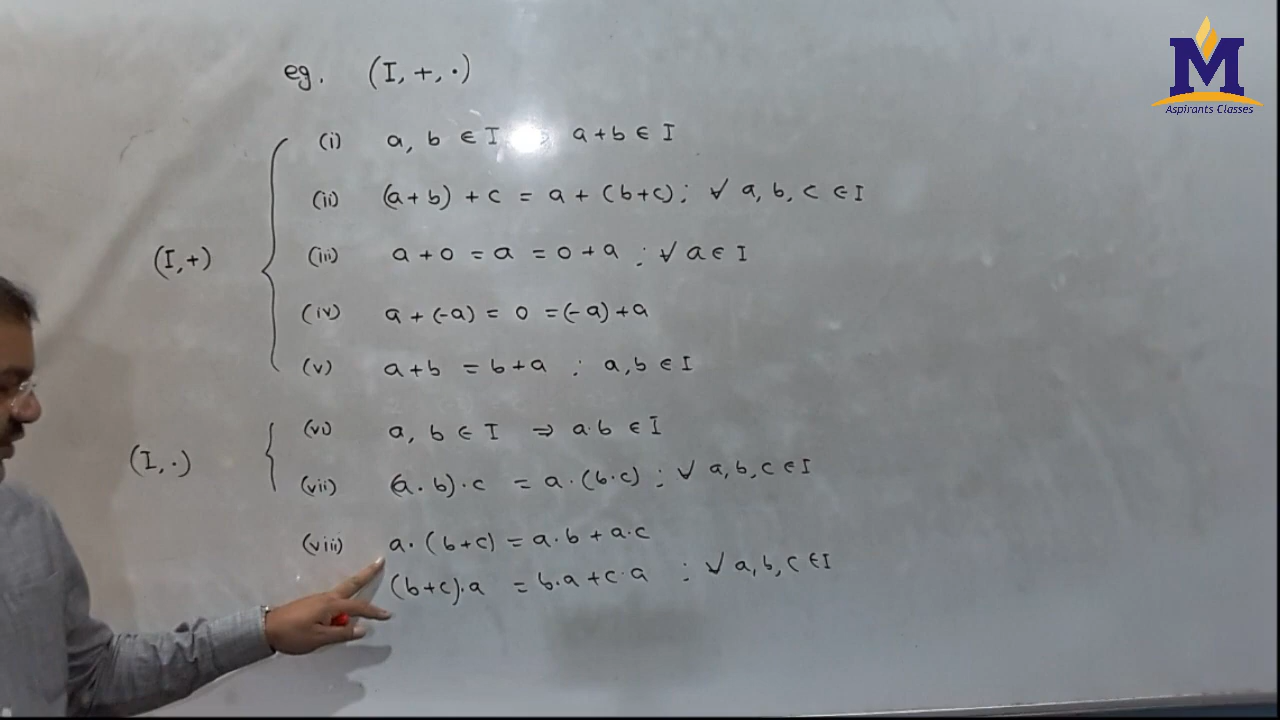 eg. (I, +, ·)
(i) a, b ∈ I a + b ∈ I
(ii) (a + b) + c = a + (b + c) ; ∀ a, b, c ∈ I
(I, +) (iii) a + 0 = a = 0 + a ; ∀ a ∈ I
(iv) a + (-a) = 0 = (-a) + a
(v) a + b = b + a ; a, b ∈ I
(vi) a, b ∈ I ⇒ a · b ∈ I
(I, ·) (vii) (a · b) · c = a · (b · c) ; ∀ a, b, c ∈ I
(viii) a · (b + c) = a · b + a · c
(b + c) · a = b · a + c · a ; ∀ a, b, c ∈ I
M
Aspirants Classes